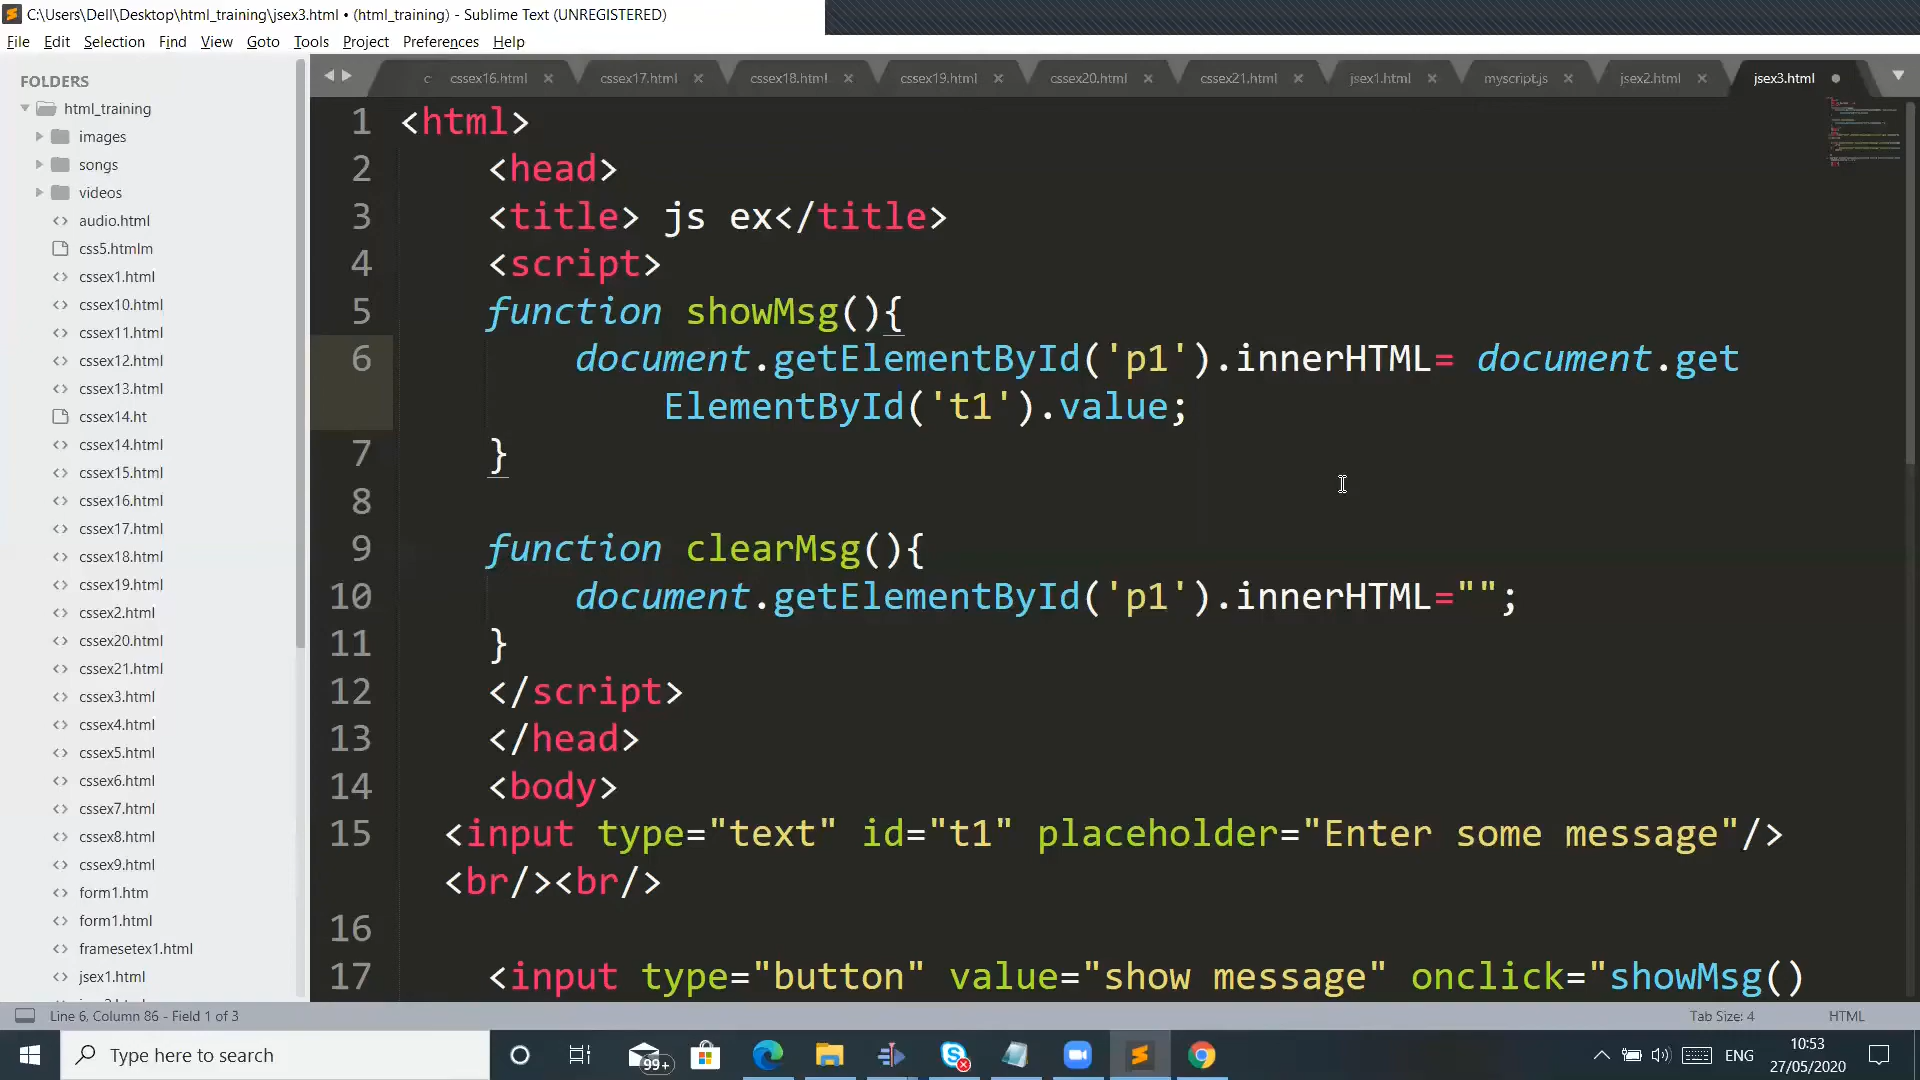 C:\Users\Dell\Desktop\html_training\jsex3.html • (html_training) - Sublime Text (UNREGISTERED)
File Edit Selection Find View Goto Tools Project Preferences Help
FOLDERS
html_training
images
songs
videos
audio.html
css5.htmlm
cssex1.html
cssex10.html
cssex11.html
cssex12.html
cssex13.html
cssex14.ht
cssex14.html
cssex15.html
cssex16.html
cssex17.html
cssex18.html
cssex19.html
cssex2.html
cssex20.html
cssex21.html
cssex3.html
cssex4.html
cssex5.html
cssex6.html
cssex7.html
cssex8.html
cssex9.html
form1.htm
form1.html
framesetex1.html
jsex1.html
c cssex16.html cssex17.html cssex18.html cssex19.html cssex20.html cssex21.html jsex1.html myscript.js jsex2.html jsex3.html
1 <html>
2 <head>
3 <title> js ex</title>
4 <script>
5 function showMsg(){
6 document.getElementById('p1').innerHTML= document.get
ElementById('t1').value;
7 }
8
9 function clearMsg(){
10 document.getElementById('p1').innerHTML="";
11 }
12 </script>
13 </head>
14 <body>
15 <input type="text" id="t1" placeholder="Enter some message"/>
<br/><br/>
16
17 <input type="button" value="show message" onclick="showMsg()
Line 6, Column 86 - Field 1 of 3
Tab Size: 4
HTML
Type here to search
99+
ENG
10:53
27/05/2020